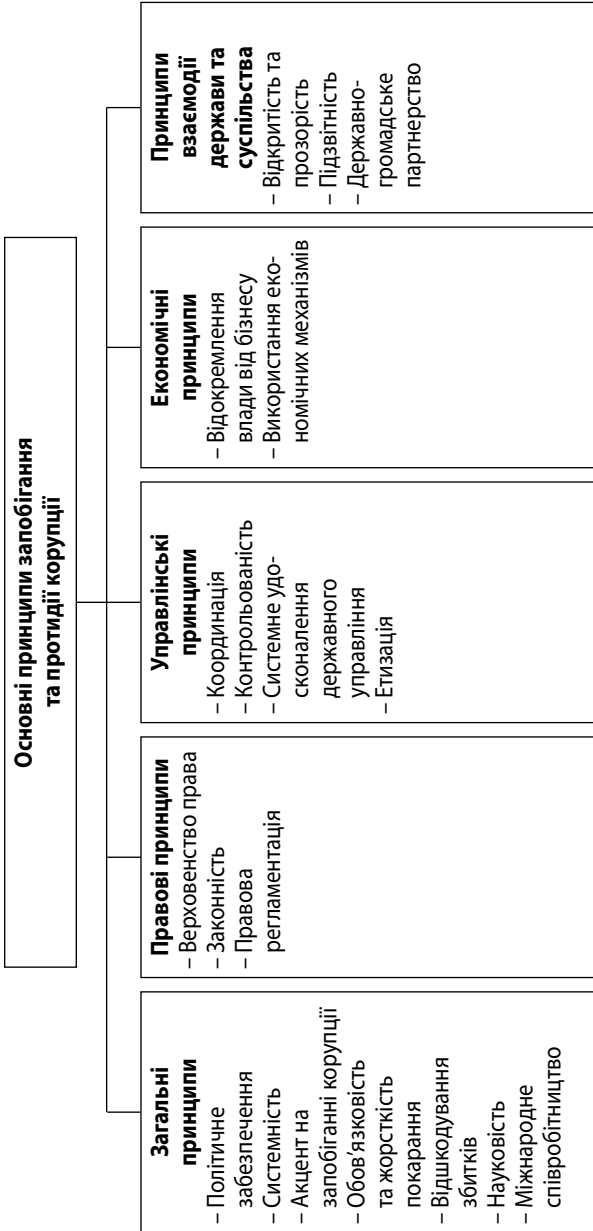 Основні принципи запобігання
та протидії корупції
Загальні
принципи
– Політичне
забезпечення
– Системність
– Акцент на
запобіганні корупції
– Обов’язковість
та жорсткість
покарання
– Відшкодування
збитків
– Науковість
– Міжнародне
співробітництво
Правові принципи
– Верховенство права
– Законність
– Правова
регламентація
Управлінські
принципи
– Координація
– Контрольованість
– Системне удо-
сконалення
державного
управління
– Етизація
Економічні
принципи
– Відокремлення
влади від бізнесу
– Використання еко-
номічних механізмів
Принципи
взаємодії
держави та
суспільства
– Відкритість та
прозорість
– Підзвітність
– Державно-
громадське
партнерство